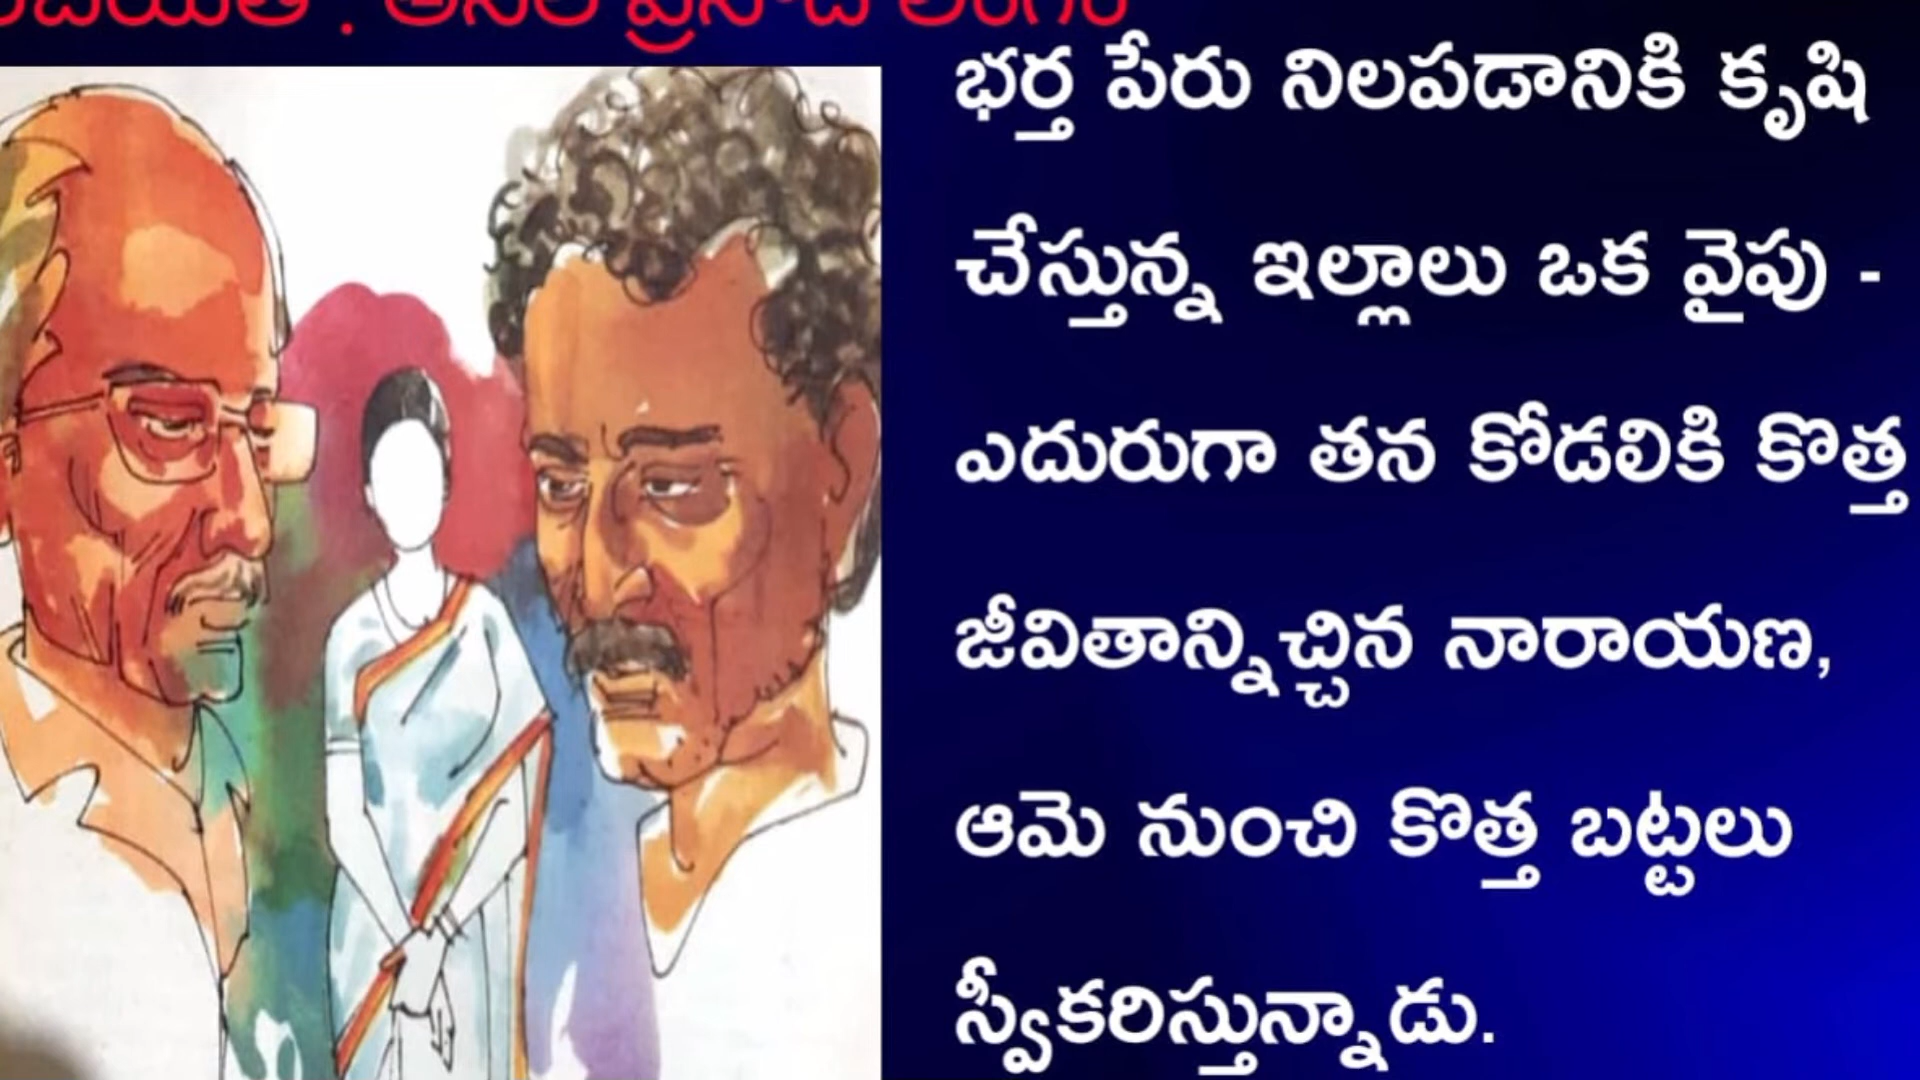 భర్త పేరు నిలపడానికి కృషి
చేస్తున్న ఇల్లాలు ఒక వైపు -
ఎదురుగా తన కోడలికి కొత్త
జీవితాన్నిచ్చిన నారాయణ,
ఆమె నుంచి కొత్త బట్టలు
స్వీకరిస్తున్నాడు.